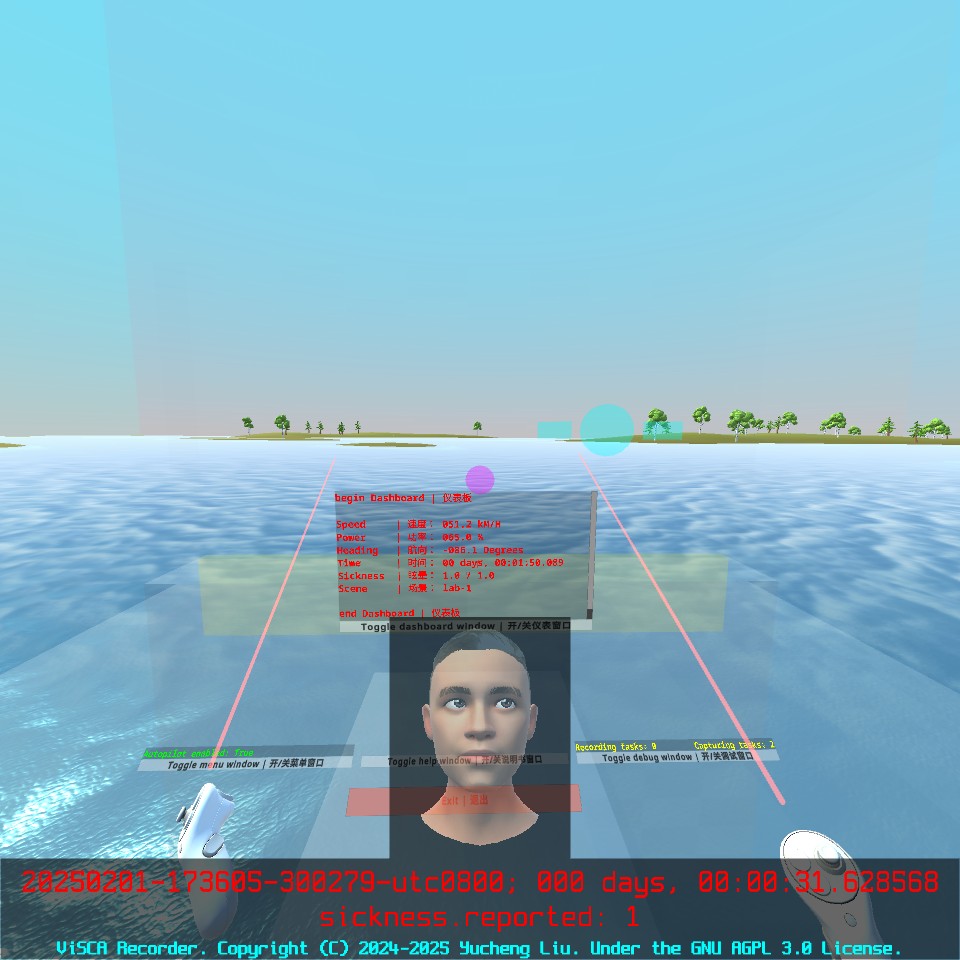 begin Dashboard | 仪表板
Speed | 速度： 051.2 kM/H
Power | 功率： 065.0 %
Heading | 航向： -086.1 Degrees
Time | 时间： 00 days, 00:01:50.089
Sickness | 眩晕： 1.0 / 1.0
Scene | 场景： lab-1
end Dashboard | 仪表板
Toggle dashboard window | 开/关仪表窗口
Autopilot enabled: True
Toggle menu window | 开/关菜单窗口
Toggle help window | 开/关说明书窗口
Recording tasks: 0 Capturing tasks: 2
Toggle debug window | 开/关调试窗口
Exit | 退出
20250201-173605-300279-utc0800; 000 days, 00:00:31.628568
sickness.reported: 1
ViSCA Recorder. Copyright (C) 2024-2025 Yucheng Liu. Under the GNU AGPL 3.0 License.